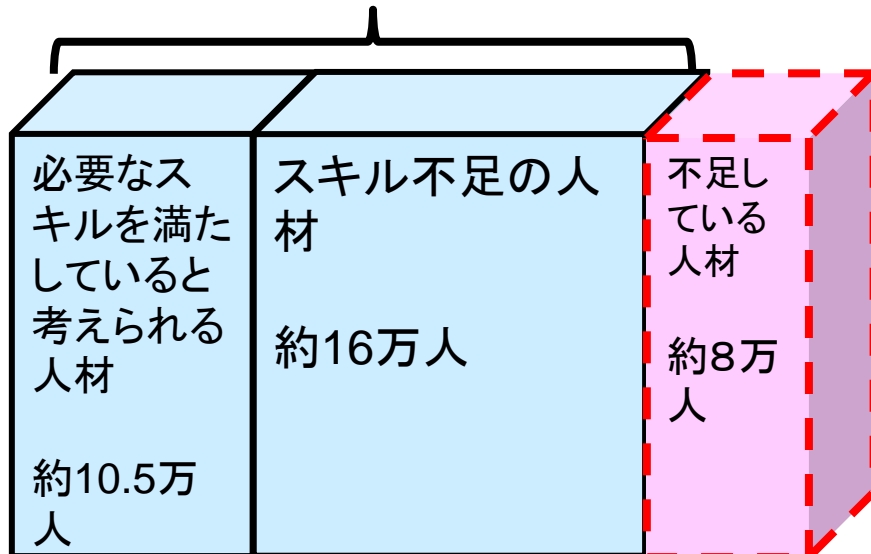 必要なス
キルを満た
していると
考えられる
人材
約10.5万
人
スキル不足の人
材
約16万人
不足し
ている
人材
約８万
人